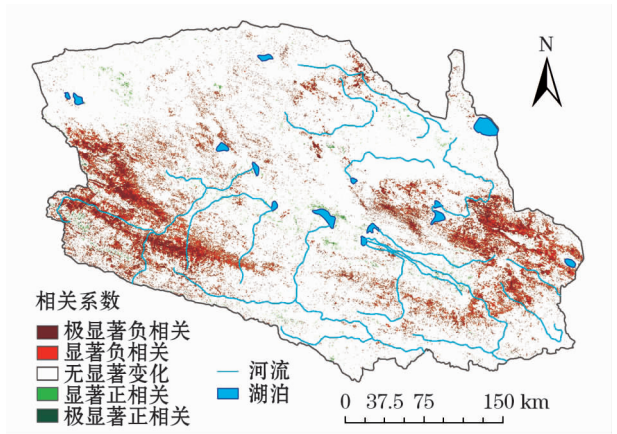 N
相关系数
极显著负相关
显著负相关
无显著变化
显著正相关
极显著正相关
河流
湖泊
0 37.5 75 150 km